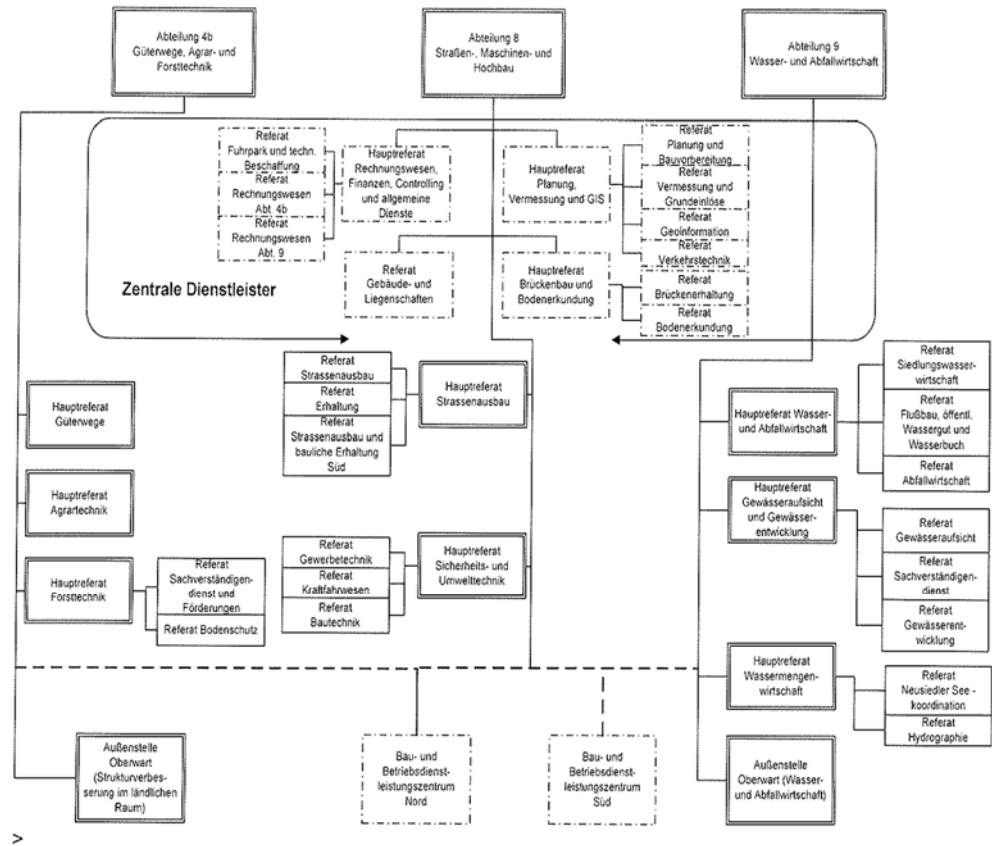 Abteilung 4b
Güterwege, Agrar- und
Forsttechnik
Abteilung 8
Straßen-, Maschinen- und
Hochbau
Abteilung 9
Wasser- und Abfallwirtschaft
Referat
Fuhrpark und techn.
Beschaffung
Referat
Rechnungswesen
Abt. 4b
Referat
Rechnungswesen
Abt. 9
Hauptreferat
Rechnungswesen,
Finanzen, Controlling
und allgemeine
Dienste
Hauptreferat
Planung,
Vermessung und GIS
Referat
Planung und
Bauvorbereitung
Referat
Vermessung und
Grundeinlöse
Referat
Geoinformation
Referat
Verkehrstechnik
Zentrale Dienstleister
Referat
Gebäude- und
Liegenschaften
Hauptreferat
Brückenbau und
Bodenerkundung
Referat
Brückenerhaltung
Referat
Bodenerkundung
Hauptreferat
Güterwege
Referat
Strassenausbau
Referat
Erhaltung
Referat
Strassenausbau und
bauliche Erhaltung
Süd
Hauptreferat
Strassenausbau
Hauptreferat Wasser-
und Abfallwirtschaft
Referat
Siedlungswasser-
wirtschaft
Referat
Flußbau, öffentl.
Wassergut und
Wasserbuch
Referat
Abfallwirtschaft
Hauptreferat
Agrartechnik
Hauptreferat
Gewässeraufsicht
und Gewässer-
entwicklung
Referat
Gewässeraufsicht
Referat
Sachverständigen-
dienst
Referat
Gewässerent-
wicklung
Hauptreferat
Forsttechnik
Referat
Sachverständigen-
dienst und
Förderungen
Referat Bodenschutz
Referat
Gewerbetechnik
Referat
Kraftfahrwesen
Referat
Bautechnik
Hauptreferat
Sicherheits- und
Umwelttechnik
Hauptreferat
Wassermengen-
wirtschaft
Referat
Neusiedler See -
koordination
Referat
Hydrographie
Außenstelle
Oberwart
(Strukturverbes-
serung im ländlichen
Raum)
Bau- und
Betriebsdienst-
leistungszentrum
Nord
Bau- und
Betriebsdienst-
leistungszentrum
Süd
Außenstelle
Oberwart (Wasser-
und Abfallwirtschaft)
>